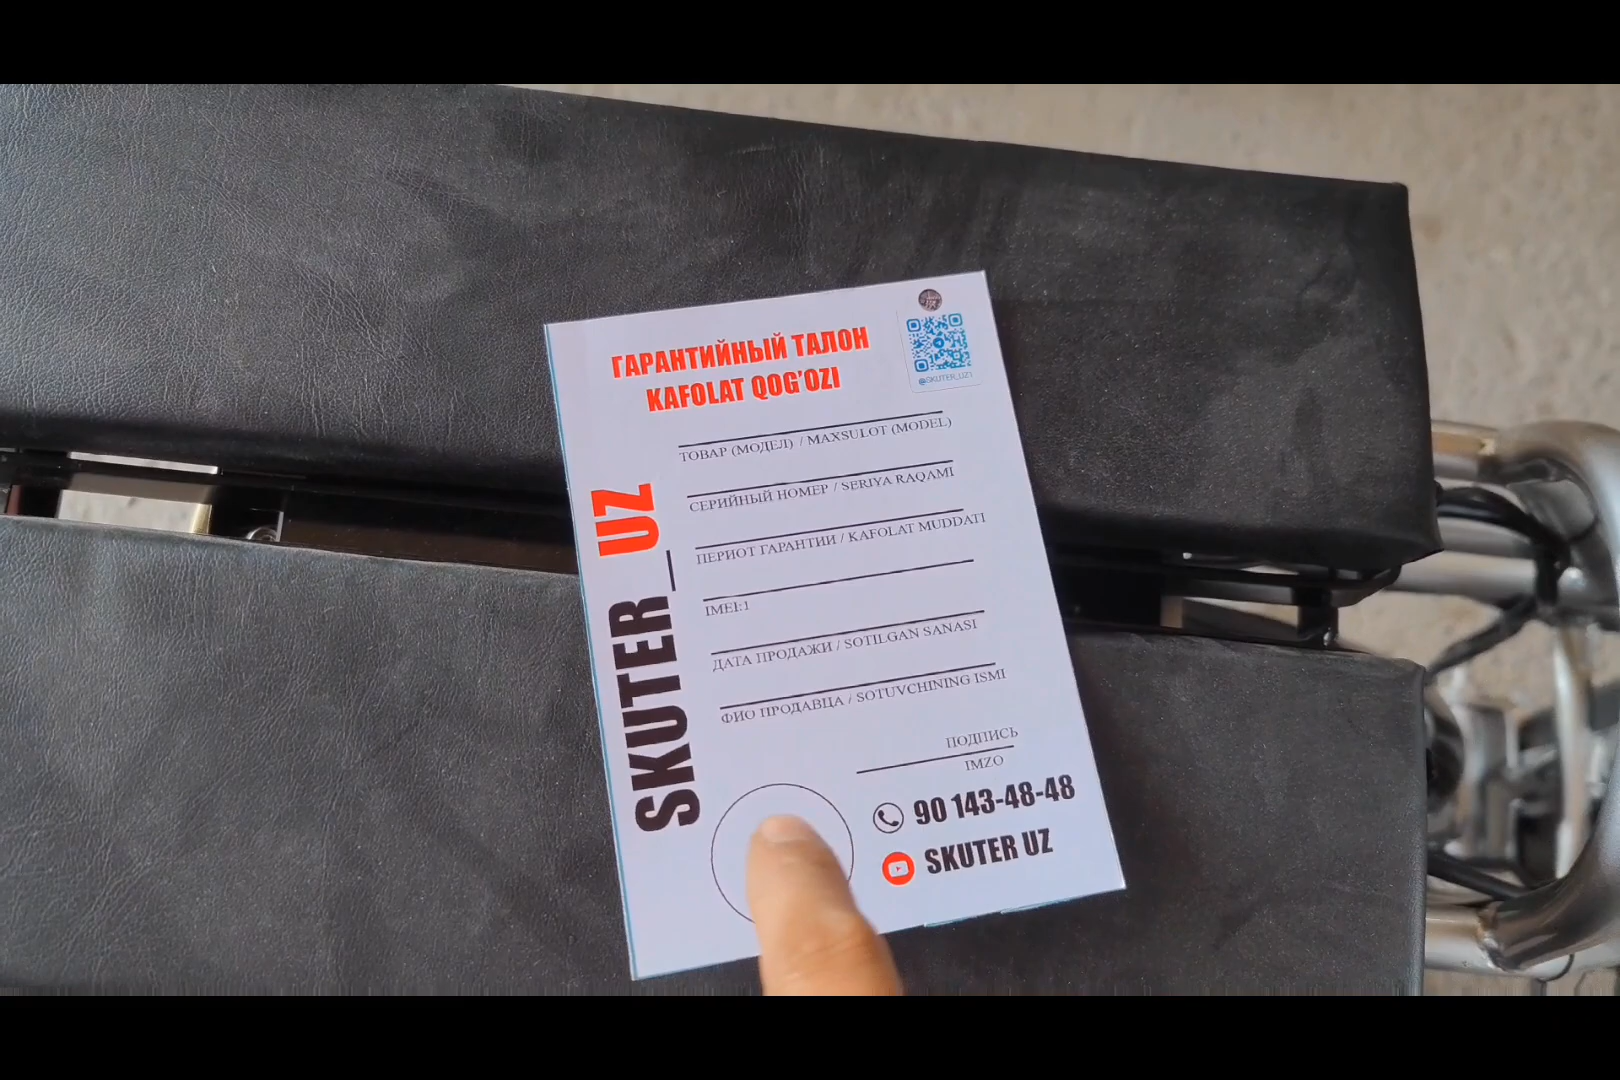 ГАРАНТИЙНЫЙ ТАЛОН
KAFOLAT QOG'OZI
@SKUTER_UZ1
ТОВАР (МОДЕЛ) / MAXSULOT (MODEL)
СЕРИЙНЫЙ НОМЕР / SERIYA RAQAMI
ПЕРИОТ ГАРАНТИИ / KAFOLAT MUDDATI
IMEI:1
ДАТА ПРОДАЖИ / SOTILGAN SANASI
ФИО ПРОДАВЦА / SOTUVCHINING ISMI
ПОДПИСЬ
IMZO
90 143-48-48
SKUTER UZ
SKUTER_UZ